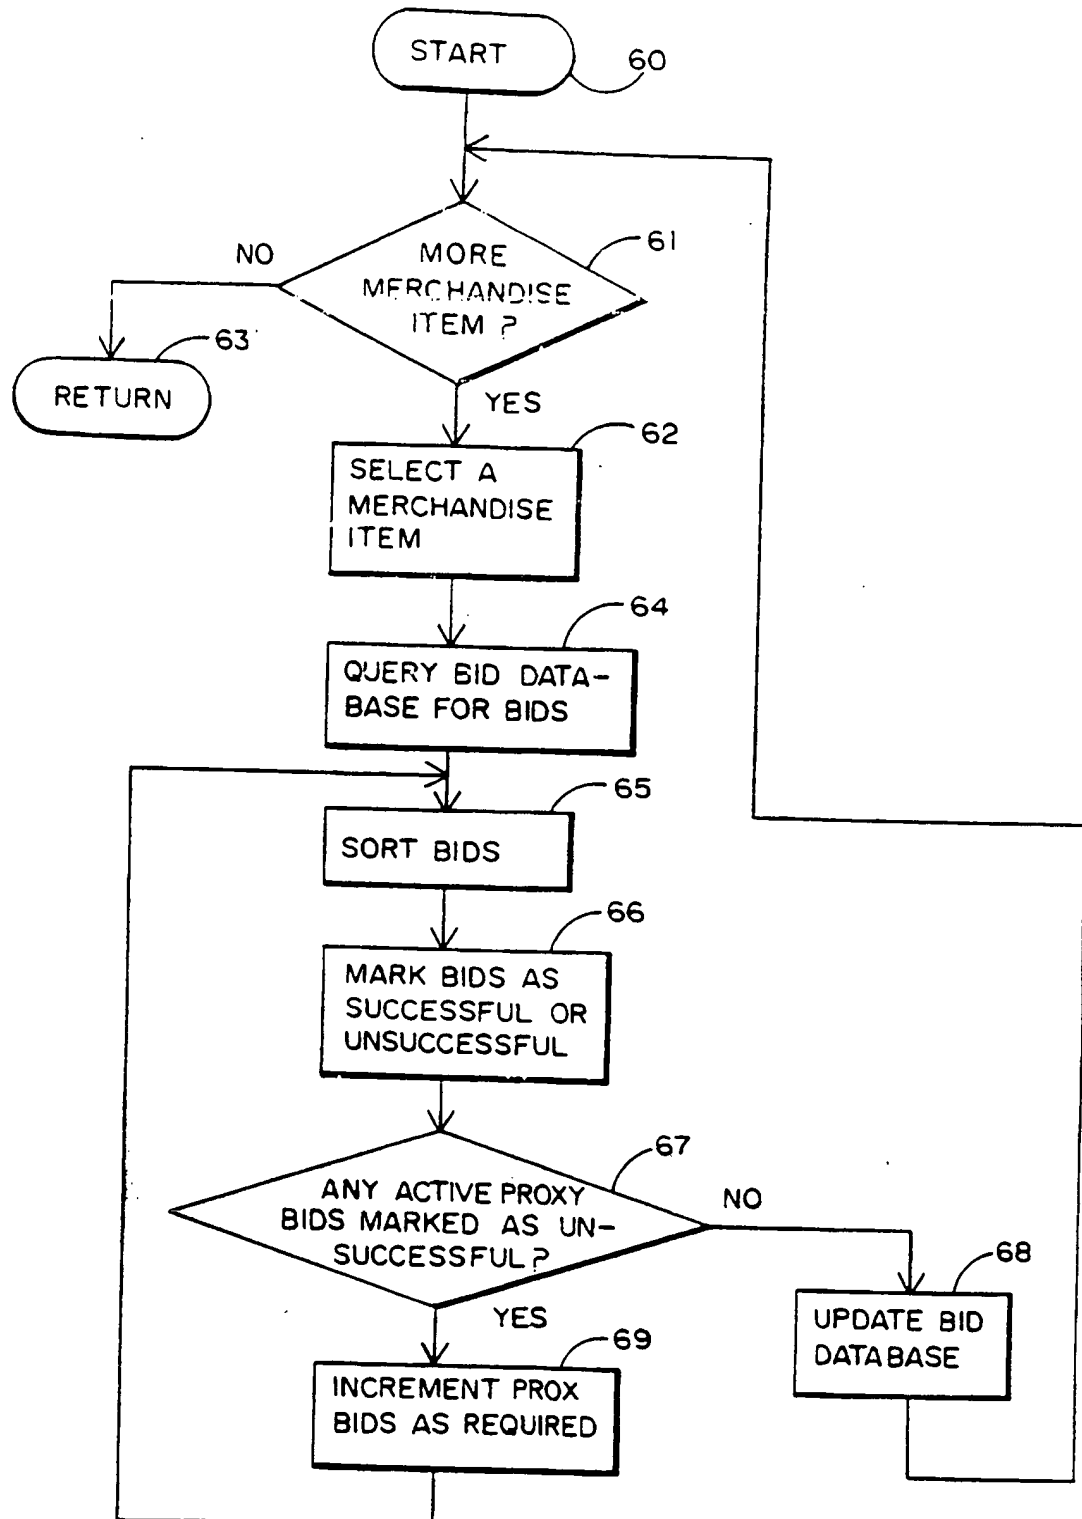 START
60
MORE
MERCHANDISE
ITEM ?
61
NO
63
RETURN
YES
62
SELECT A
MERCHANDISE
ITEM
64
QUERY BID DATA-
BASE FOR BIDS
65
SORT BIDS
66
MARK BIDS AS
SUCCESSFUL OR
UNSUCCESSFUL
67
ANY ACTIVE PROXY
BIDS MARKED AS UN-
SUCCESSFUL?
NO
68
UPDATE BID
DATABASE
YES
69
INCREMENT PROX
BIDS AS REQUIRED